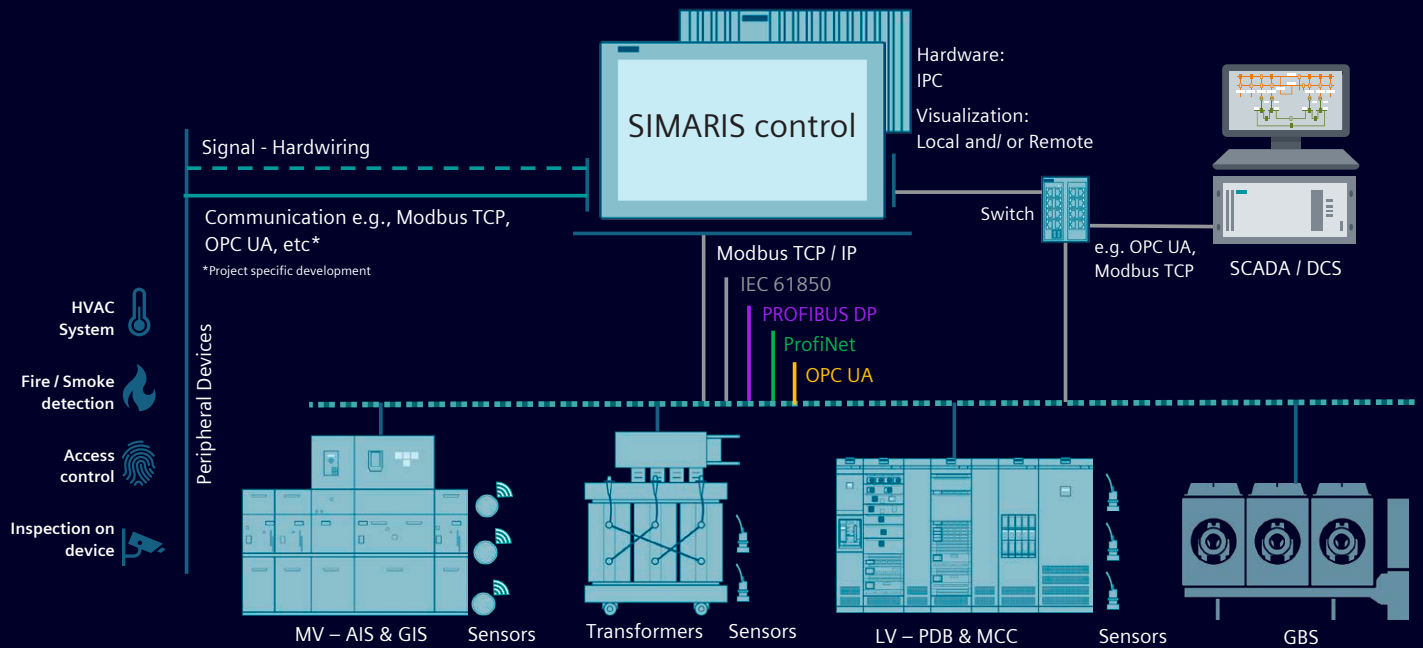 SIMARIS control
Hardware:
IPC
Visualization:
Local and/ or Remote
Signal - Hardwiring
Communication e.g., Modbus TCP,
OPC UA, etc*
*Project specific development
Switch
e.g. OPC UA,
Modbus TCP
SCADA / DCS
Modbus TCP / IP
IEC 61850
PROFIBUS DP
ProfiNet
OPC UA
HVAC
System
Fire / Smoke
detection
Access
control
Inspection on
device
Peripheral Devices
MV – AIS & GIS
Sensors
Transformers
Sensors
LV – PDB & MCC
Sensors
GBS